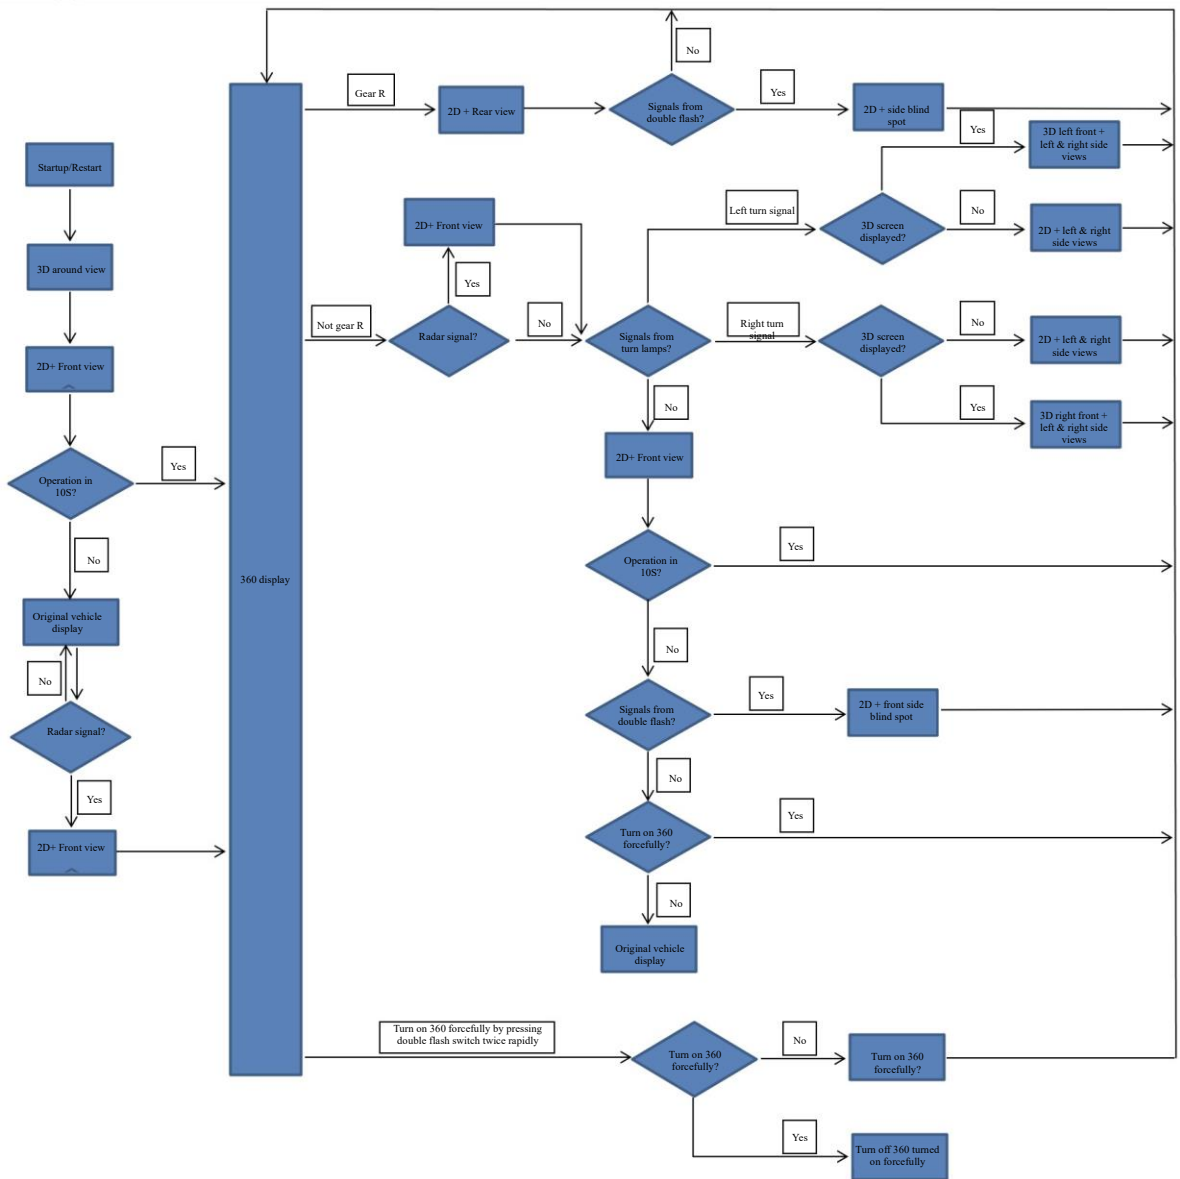 Startup/Restart
3D around view
2D+ Front view
Operation in
10S?
Yes
No
Original vehicle
display
No
Radar signal?
Yes
2D+ Front view
360 display
Gear R
2D + Rear view
Signals from
double flash?
No
Yes
2D + side blind
spot
Not gear R
Radar signal?
Yes
2D+ Front view
No
Signals from
turn lamps?
Left turn signal
3D screen
displayed?
Yes
3D left front +
left & right side
views
No
2D + left & right
side views
Right turn
signal
3D screen
displayed?
No
2D + left & right
side views
Yes
3D right front +
left & right side
views
No
2D+ Front view
Operation in
10S?
Yes
No
Signals from
double flash?
Yes
2D + front side
blind spot
No
Turn on 360
forcefully?
Yes
No
Original vehicle
display
Turn on 360 forcefully by pressing
double flash switch twice rapidly
Turn on 360
forcefully?
No
Turn on 360
forcefully?
Yes
Turn off 360 turned
on forcefully